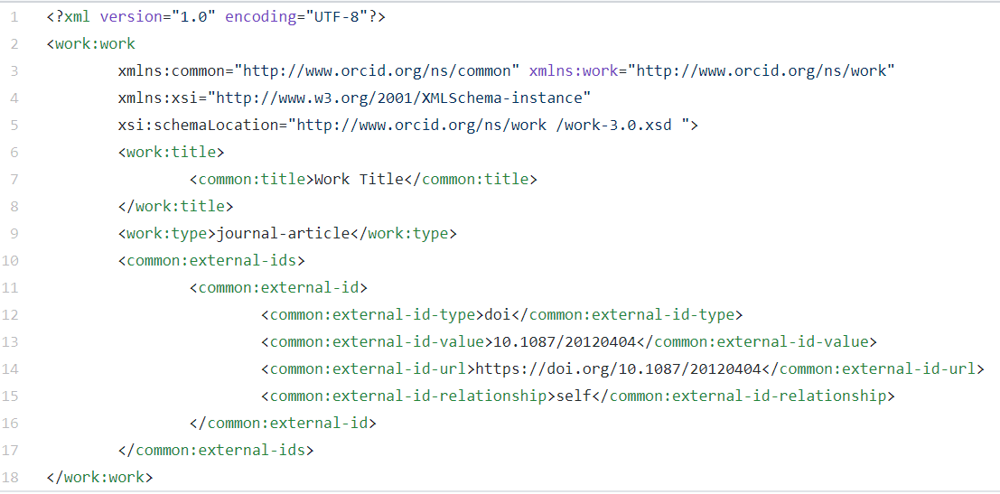 1 <?xml version="1.0" encoding="UTF-8"?>
2 <work:work
3 xmlns:common="http://www.orcid.org/ns/common" xmlns:work="http://www.orcid.org/ns/work"
4 xmlns:xsi="http://www.w3.org/2001/XMLSchema-instance"
5 xsi:schemaLocation="http://www.orcid.org/ns/work /work-3.0.xsd ">
6 <work:title>
7 <common:title>Work Title</common:title>
8 </work:title>
9 <work:type>journal-article</work:type>
10 <common:external-ids>
11 <common:external-id>
12 <common:external-id-type>doi</common:external-id-type>
13 <common:external-id-value>10.1087/20120404</common:external-id-value>
14 <common:external-id-url>https://doi.org/10.1087/20120404</common:external-id-url>
15 <common:external-id-relationship>self</common:external-id-relationship>
16 </common:external-id>
17 </common:external-ids>
18 </work:work>